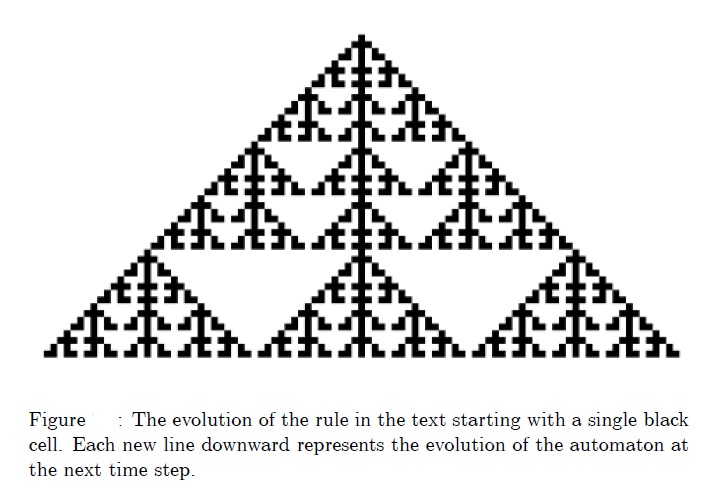 Figure : The evolution of the rule in the text starting with a single black
cell. Each new line downward represents the evolution of the automaton at
the next time step.